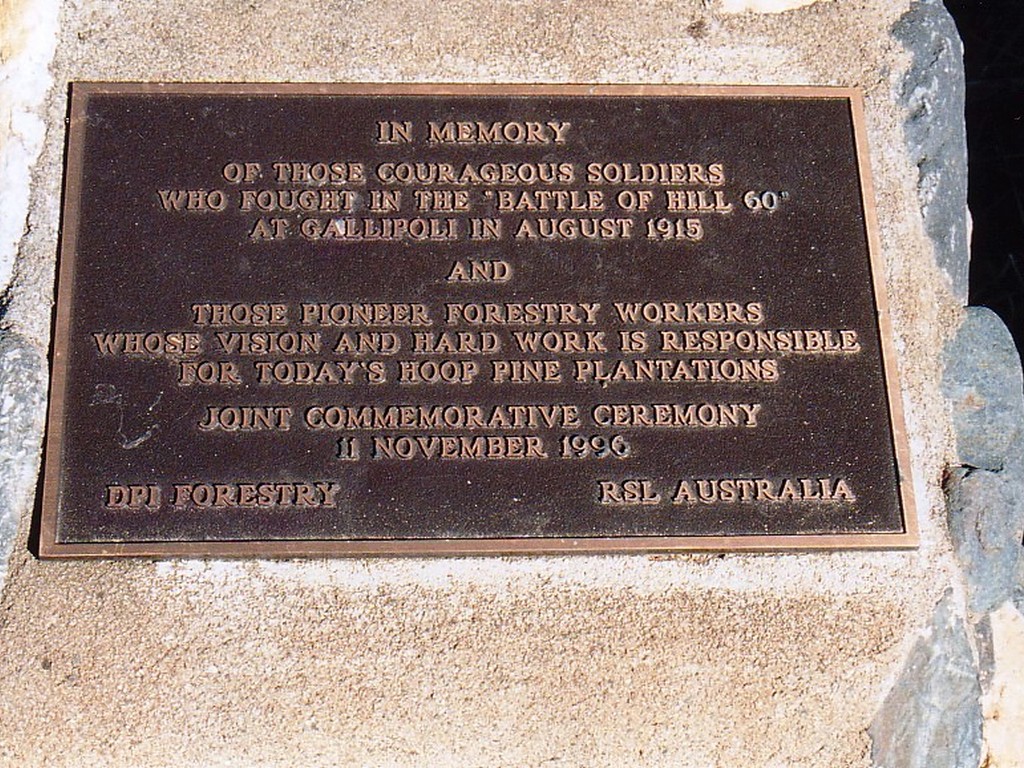 IN MEMORY
OF THOSE COURAGEOUS SOLDIERS
WHO FOUGHT IN THE "BATTLE OF HILL 60"
AT GALLIPOLI IN AUGUST 1915
AND
THOSE PIONEER FORESTRY WORKERS
WHOSE VISION AND HARD WORK IS RESPONSIBLE
FOR TODAY'S HOOP PINE PLANTATIONS
JOINT COMMEMORATIVE CEREMONY
11 NOVEMBER 1996
DPI FORESTRY RSL AUSTRALIA